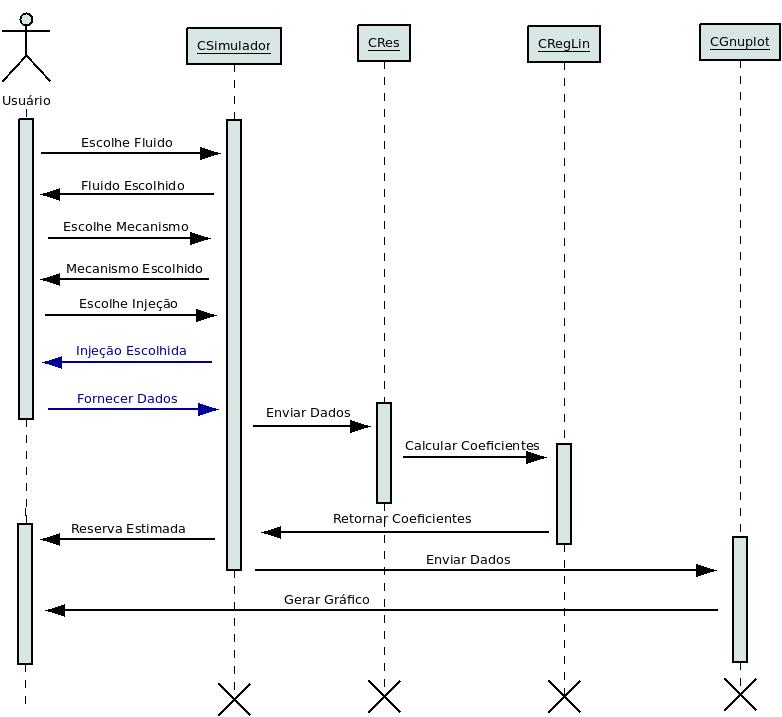 CSimulador
CRes
CRegLin
CGnuplot
Usuário
Escolhe Fluido
Fluido Escolhido
Escolhe Mecanismo
Mecanismo Escolhido
Escolhe Injeção
Injeção Escolhida
Fornecer Dados
Enviar Dados
Calcular Coeficientes
Retornar Coeficientes
Reserva Estimada
Enviar Dados
Gerar Gráfico